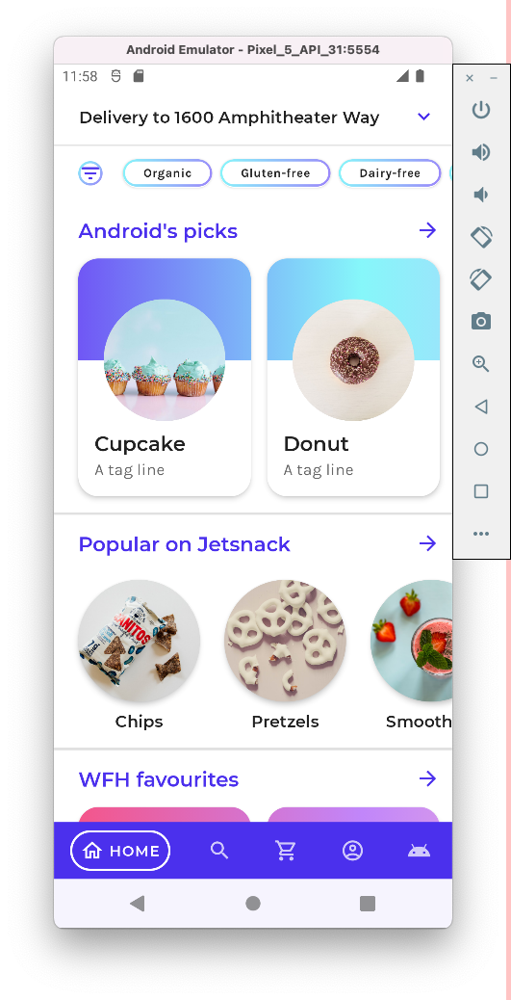 Android Emulator - Pixel_5_API_31:5554
11:58
Delivery to 1600 Amphitheater Way
Organic
Gluten-free
Dairy-free
Android's picks
Cupcake
A tag line
Donut
A tag line
Popular on Jetsnack
Chips
Pretzels
Smooth
WFH favourites
HOME